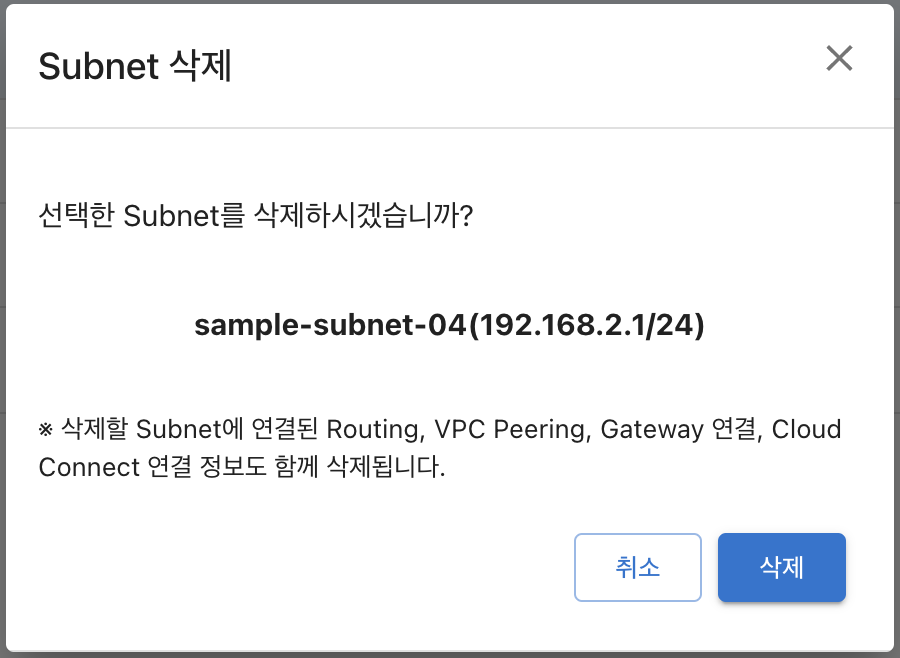 Subnet 삭제
선택한 Subnet를 삭제하시겠습니까?
sample-subnet-04(192.168.2.1/24)
※ 삭제할 Subnet에 연결된 Routing, VPC Peering, Gateway 연결, Cloud
Connect 연결 정보도 함께 삭제됩니다.
취소
삭제